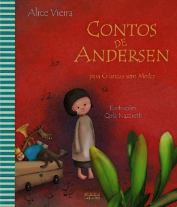 Alice Vieira
CONTOS
DE
ANDERSEN
para Crianças sem Medo
Ilustrações
Carla Nazareth